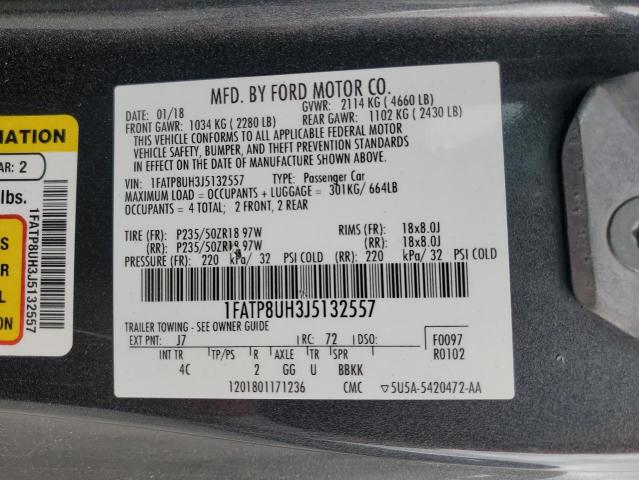 MFD. BY FORD MOTOR CO.
DATE: 01/18 GVWR: 2114 KG ( 4660 LB)
FRONT GAWR: 1034 KG ( 2280 LB) REAR GAWR: 1102 KG ( 2430 LB)
THIS VEHICLE CONFORMS TO ALL APPLICABLE FEDERAL MOTOR
VEHICLE SAFETY, BUMPER, AND THEFT PREVENTION STANDARDS
IN EFFECT ON THE DATE OF MANUFACTURE SHOWN ABOVE.
VIN: 1FATP8UH3J5132557 TYPE: Passenger Car
MAXIMUM LOAD = OCCUPANTS + LUGGAGE = 301KG/ 664LB
OCCUPANTS = 4 TOTAL; 2 FRONT, 2 REAR
TIRE (FR): P235/50ZR18 97W RIMS (FR): 18x8.0J
(RR): P235/50ZR18 97W (RR): 18x8.0J
PRESSURE (FR): 220 kPa/ 32 PSI COLD (RR): 220 kPa/ 32 PSI COLD
1FATP8UH3J5132557
TRAILER TOWING - SEE OWNER GUIDE
EXT PNT: J7 RC: 72 DSO: F0097
INT TR TP/PS R AXLE TR SPR R0102
4C 2 GG U BBKK
1201801171236 CMC ▽5U5A-5420472-AA
MATION
AR: 2
lbs.
S
R
L
ON
1FATP8UH3J5132557